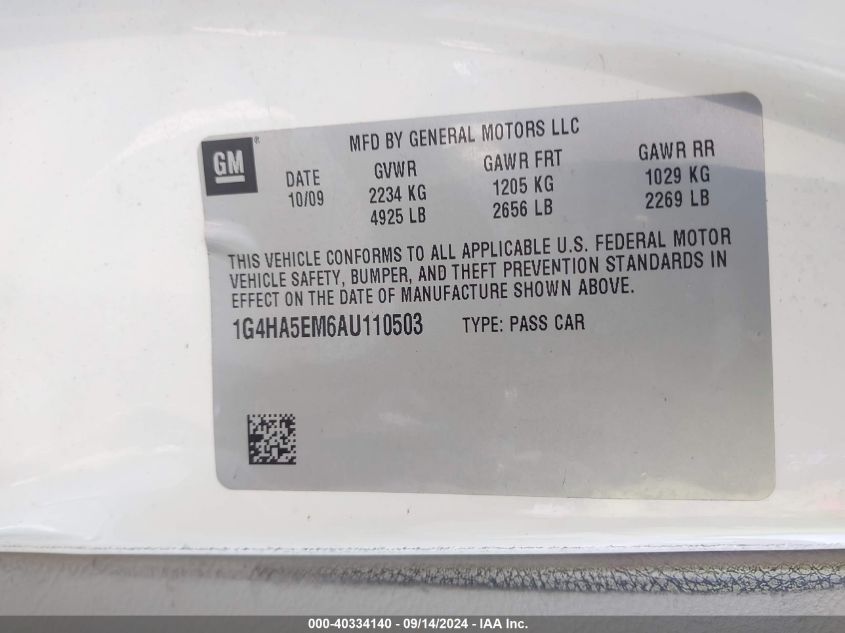 GM
®
MFD BY GENERAL MOTORS LLC
DATE GVWR GAWR FRT GAWR RR
10/09 2234 KG 1205 KG 1029 KG
4925 LB 2656 LB 2269 LB
THIS VEHICLE CONFORMS TO ALL APPLICABLE U.S. FEDERAL MOTOR
VEHICLE SAFETY, BUMPER, AND THEFT PREVENTION STANDARDS IN
EFFECT ON THE DATE OF MANUFACTURE SHOWN ABOVE.
1G4HA5EM6AU110503 TYPE: PASS CAR
000-40334140 - 09/14/2024 - IAA Inc.